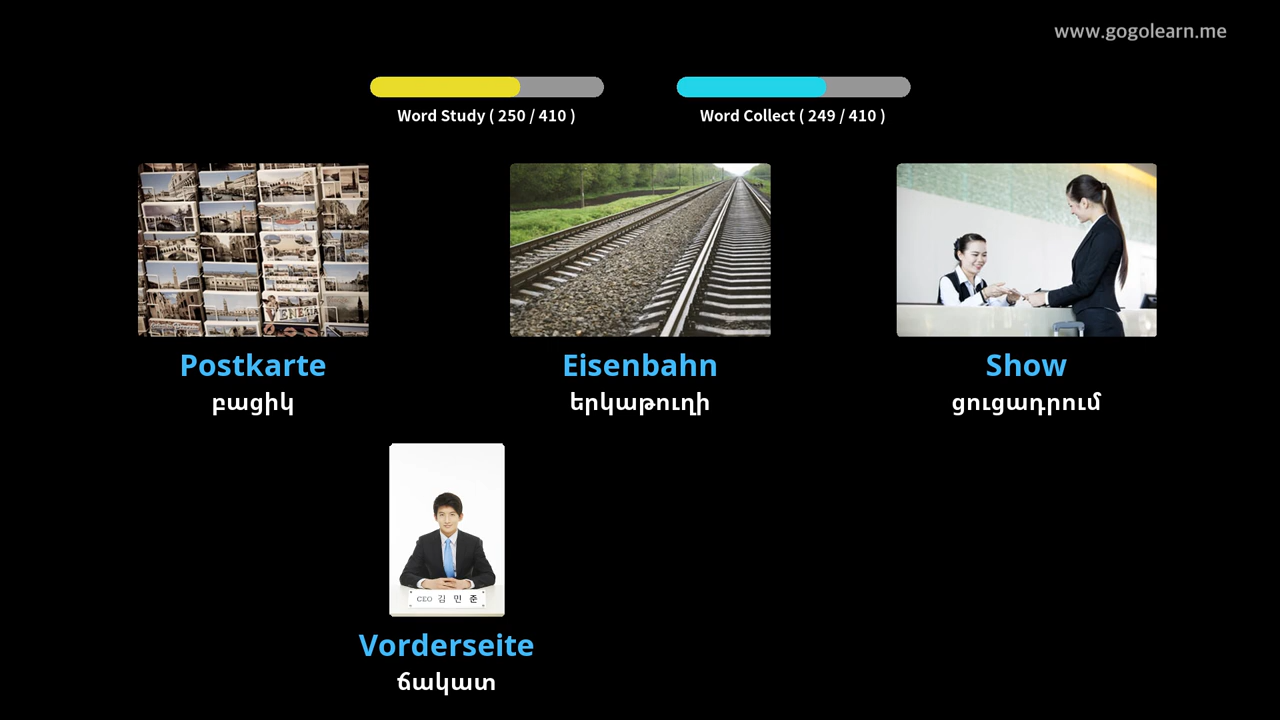 www.gogolearn.me
Word Study ( 250 / 410 )
Word Collect ( 249 / 410 )
Postkarte
Eisenbahn
Show
բացիկ
երկաթուղի
ցուցադրում
CEO 김 민 준
Vorderseite
ճակատ